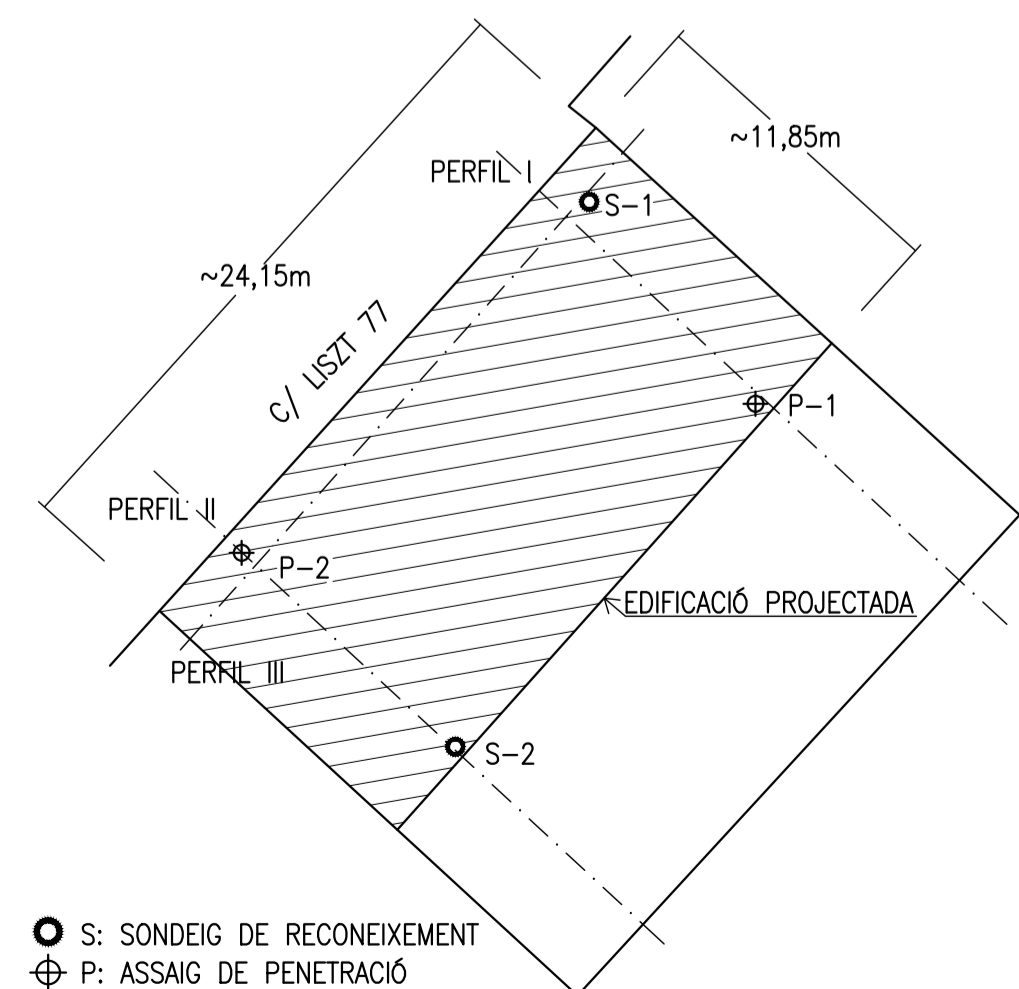 ~11,85m
PERFIL I
S-1
~24,15m
C/ LISZT 77
P-1
PERFIL II
P-2
EDIFICACIÓ PROJECTADA
PERFIL III
S-2
S: SONDEIG DE RECONEIXEMENT
P: ASSAIG DE PENETRACIÓ